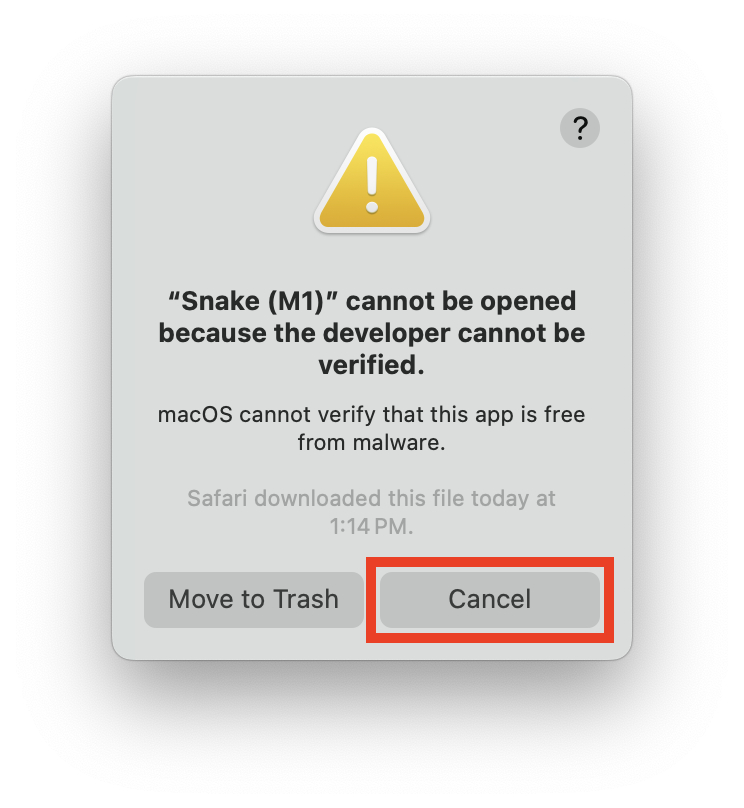 ?
“Snake (M1)” cannot be opened
because the developer cannot be
verified.
macOS cannot verify that this app is free
from malware.
Safari downloaded this file today at
1:14 PM.
Move to Trash
Cancel